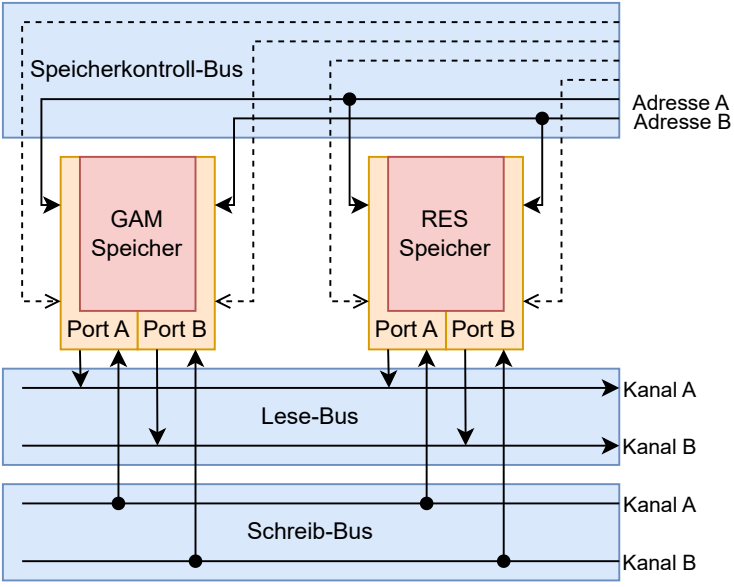 Speicherkontroll-Bus
Adresse A
Adresse B
GAM
Speicher
RES
Speicher
Port A
Port B
Port A
Port B
Kanal A
Lese-Bus
Kanal B
Kanal A
Schreib-Bus
Kanal B